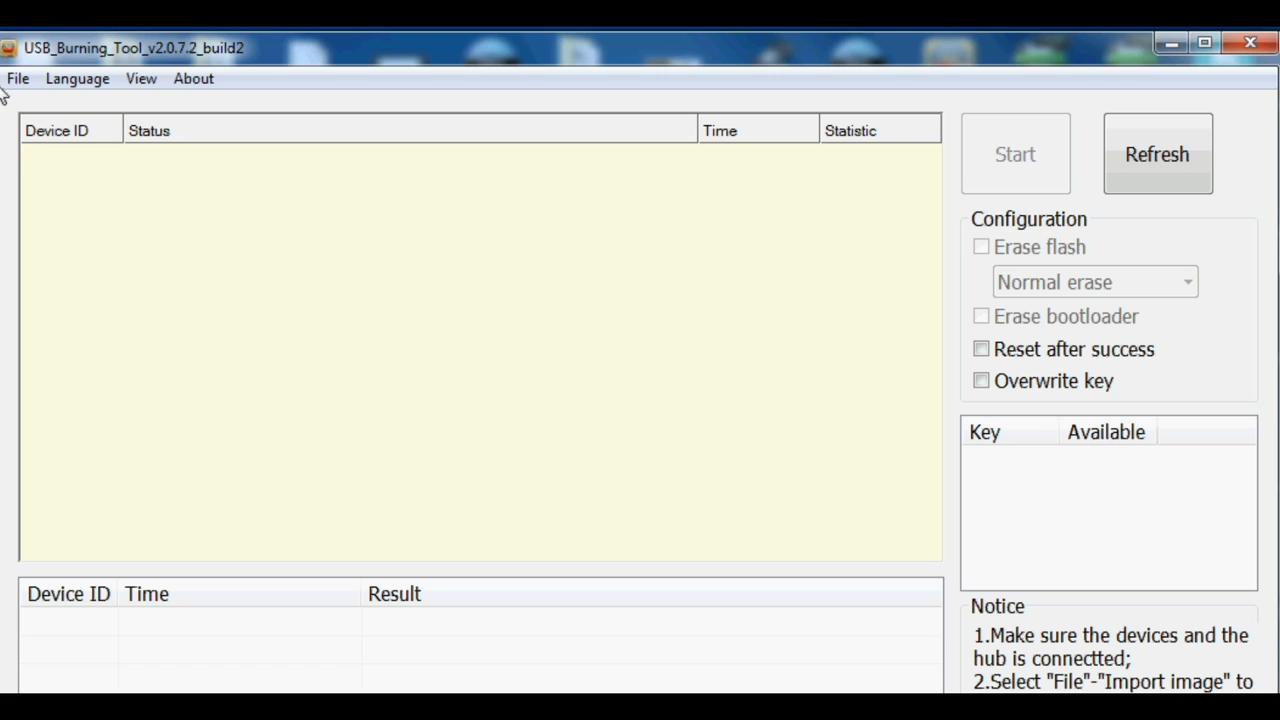 USB_Burning_Tool_v2.0.7.2_build2
File Language View About
Device ID Status Time Statistic
Start Refresh
Configuration
Erase flash
Normal erase
Erase bootloader
Reset after success
Overwrite key
Key Available
Device ID Time Result
Notice
1.Make sure the devices and the
hub is connectted;
2.Select "File"-"Import image" to